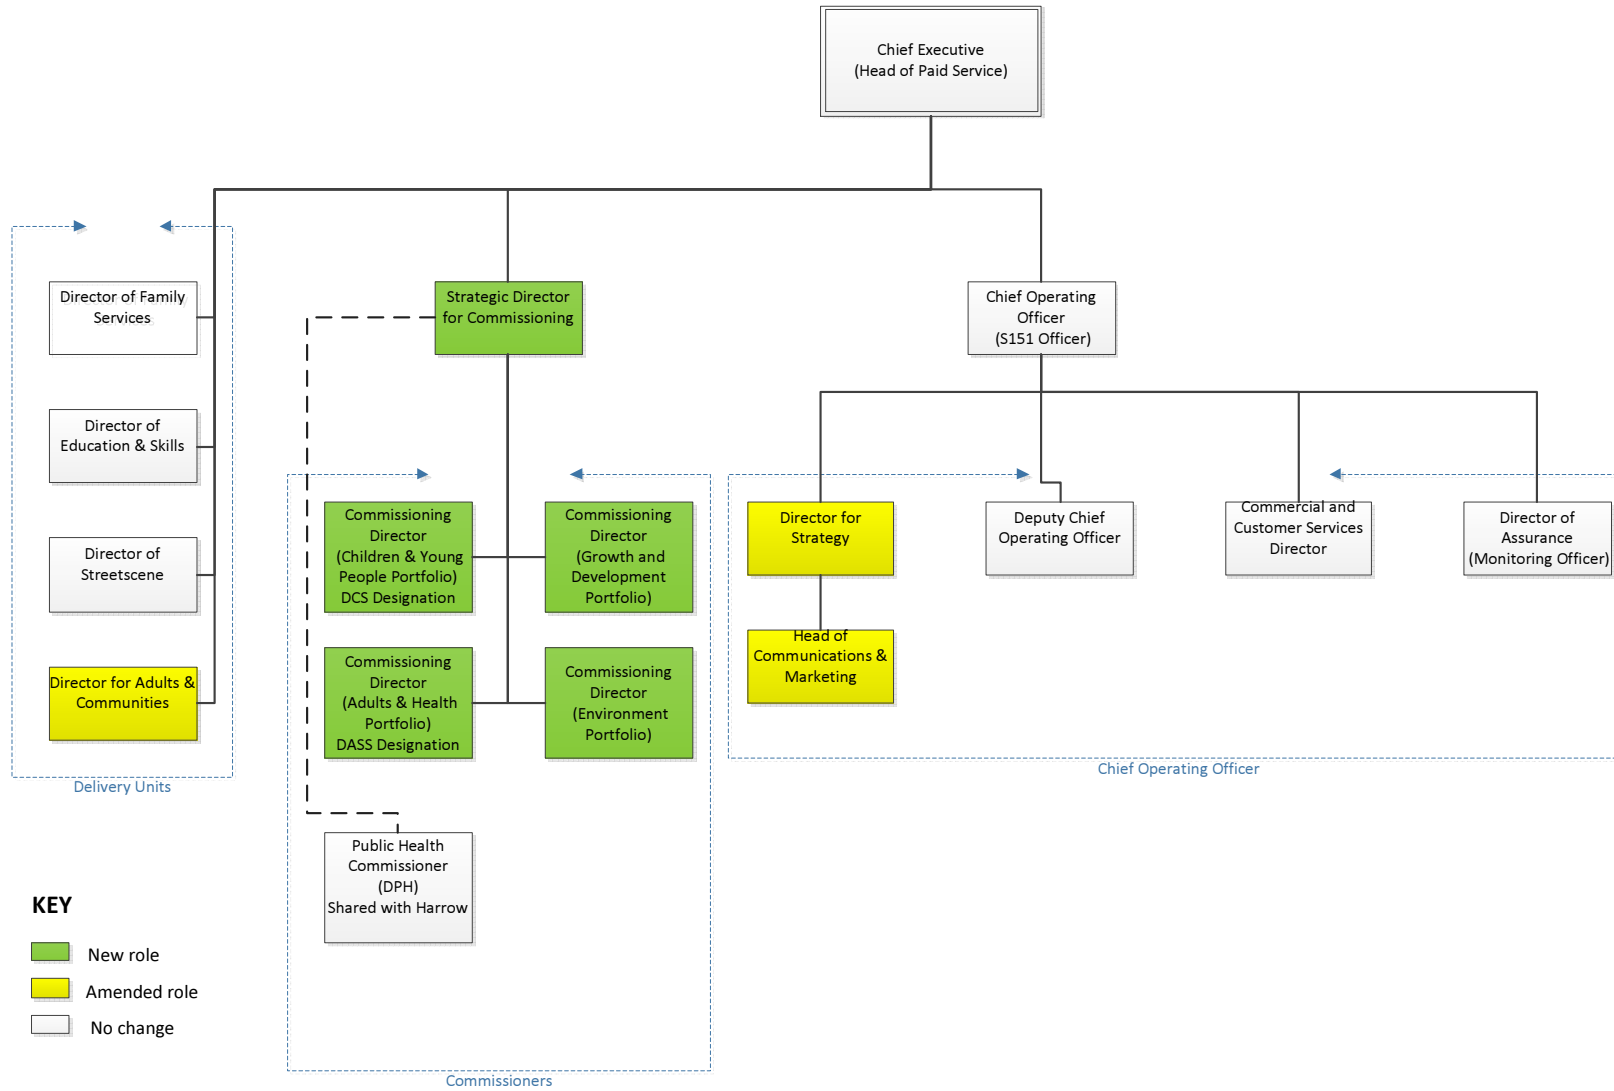 Chief Executive
(Head of Paid Service)
Director of Family
Services
Strategic Director
for Commissioning
Chief Operating
Officer
(S151 Officer)
Director of
Education & Skills
Director of
Streetscene
Director for Adults &
Communities
Delivery Units
Commissioning
Director
(Children & Young
People Portfolio)
DCS Designation
Commissioning
Director
(Growth and
Development
Portfolio)
Commissioning
Director
(Adults & Health
Portfolio)
DASS Designation
Commissioning
Director
(Environment
Portfolio)
Public Health
Commissioner
(DPH)
Shared with Harrow
Commissioners
Director for
Strategy
Deputy Chief
Operating Officer
Commercial and
Customer Services
Director
Director of
Assurance
(Monitoring Officer)
Head of
Communications &
Marketing
Chief Operating Officer
KEY
New role
Amended role
No change